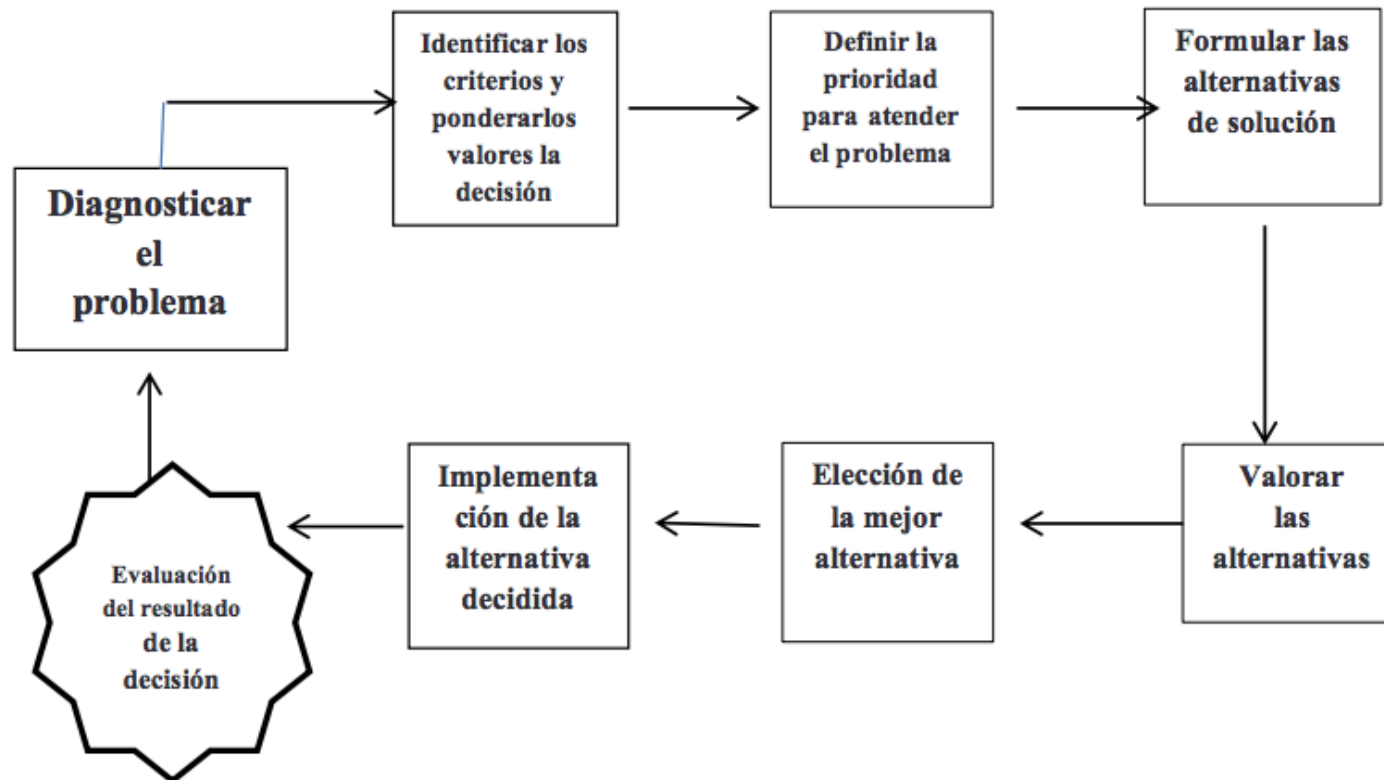 Diagnosticar
el
problema
Identificar los
criterios y
ponderarlos
valores la
decisión
Definir la
prioridad
para atender
el problema
Formular las
alternativas
de solución
Valorar
las
alternativas
Elección de
la mejor
alternativa
Implementa
ción de la
alternativa
decidida
Evaluación
del resultado
de la
decisión